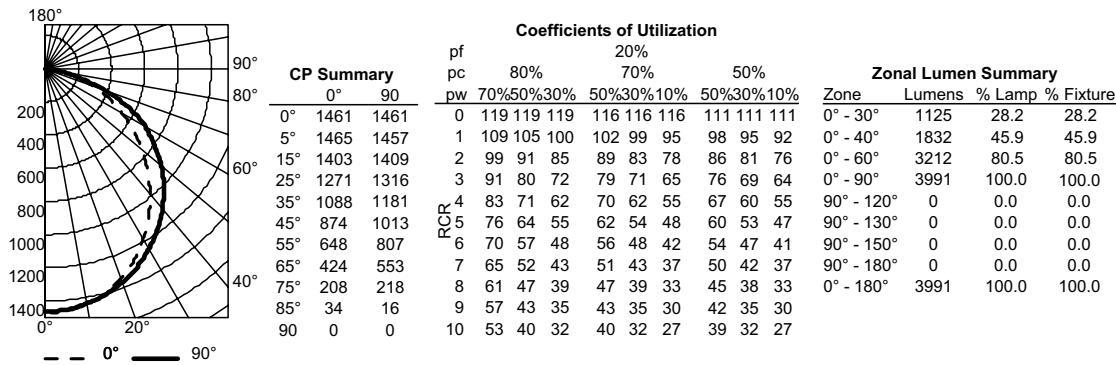 180°
90°
80°
60°
40°
20°
0°
200
400
600
800
1000
1200
1400
0° 90°
CP Summary
0° 90
0° 1461 1461
5° 1465 1457
15° 1403 1409
25° 1271 1316
35° 1088 1181
45° 874 1013
55° 648 807
65° 424 553
75° 208 218
85° 34 16
90 0 0
Coefficients of Utilization
pf 20%
pc 80% 70% 50%
pw 70%50%30% 50%30%10% 50%30%10%
RCR
0 119 119 119 116 116 116 111 111 111
1 109 105 100 102 99 95 98 95 92
2 99 91 85 89 83 78 86 81 76
3 91 80 72 79 71 65 76 69 64
4 83 71 62 70 62 55 67 60 55
5 76 64 55 62 54 48 60 53 47
6 70 57 48 56 48 42 54 47 41
7 65 52 43 51 43 37 50 42 37
8 61 47 39 47 39 33 45 38 33
9 57 43 35 43 35 30 42 35 30
10 53 40 32 40 32 27 39 32 27
Zonal Lumen Summary
Zone Lumens % Lamp % Fixture
0° - 30° 1125 28.2 28.2
0° - 40° 1832 45.9 45.9
0° - 60° 3212 80.5 80.5
0° - 90° 3991 100.0 100.0
90° - 120° 0 0.0 0.0
90° - 130° 0 0.0 0.0
90° - 150° 0 0.0 0.0
90° - 180° 0 0.0 0.0
0° - 180° 3991 100.0 100.0